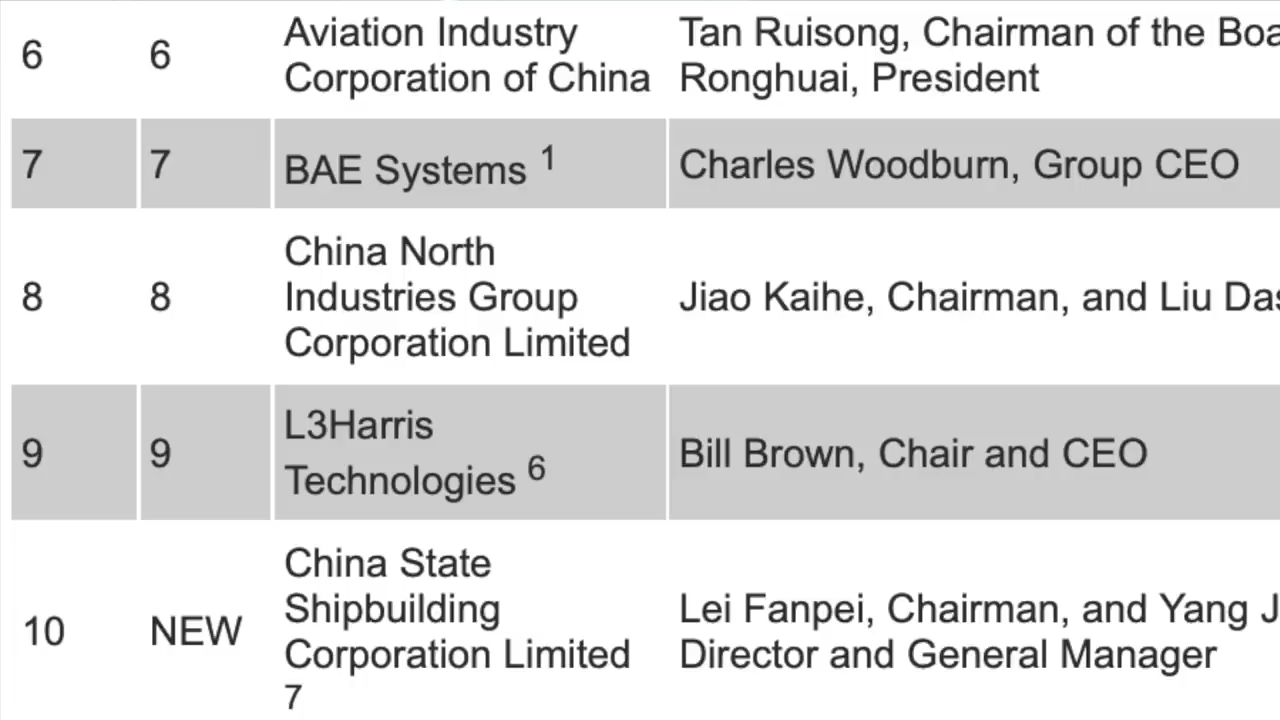 6 6 Aviation Industry Corporation of China Tan Ruisong, Chairman of the Boa
Ronghuai, President
7 7 BAE Systems 1 Charles Woodburn, Group CEO
8 8 China North
Industries Group
Corporation Limited
Jiao Kaihe, Chairman, and Liu Das
9 9 L3Harris
Technologies 6
Bill Brown, Chair and CEO
10 NEW China State
Shipbuilding
Corporation Limited
7
Lei Fanpei, Chairman, and Yang J
Director and General Manager